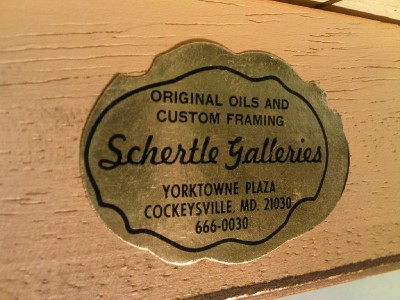 ORIGINAL OILS AND
CUSTOM FRAMING
Schertle Galleries
YORKTOWNE PLAZA
COCKEYSVILLE, MD. 21030
666-0030